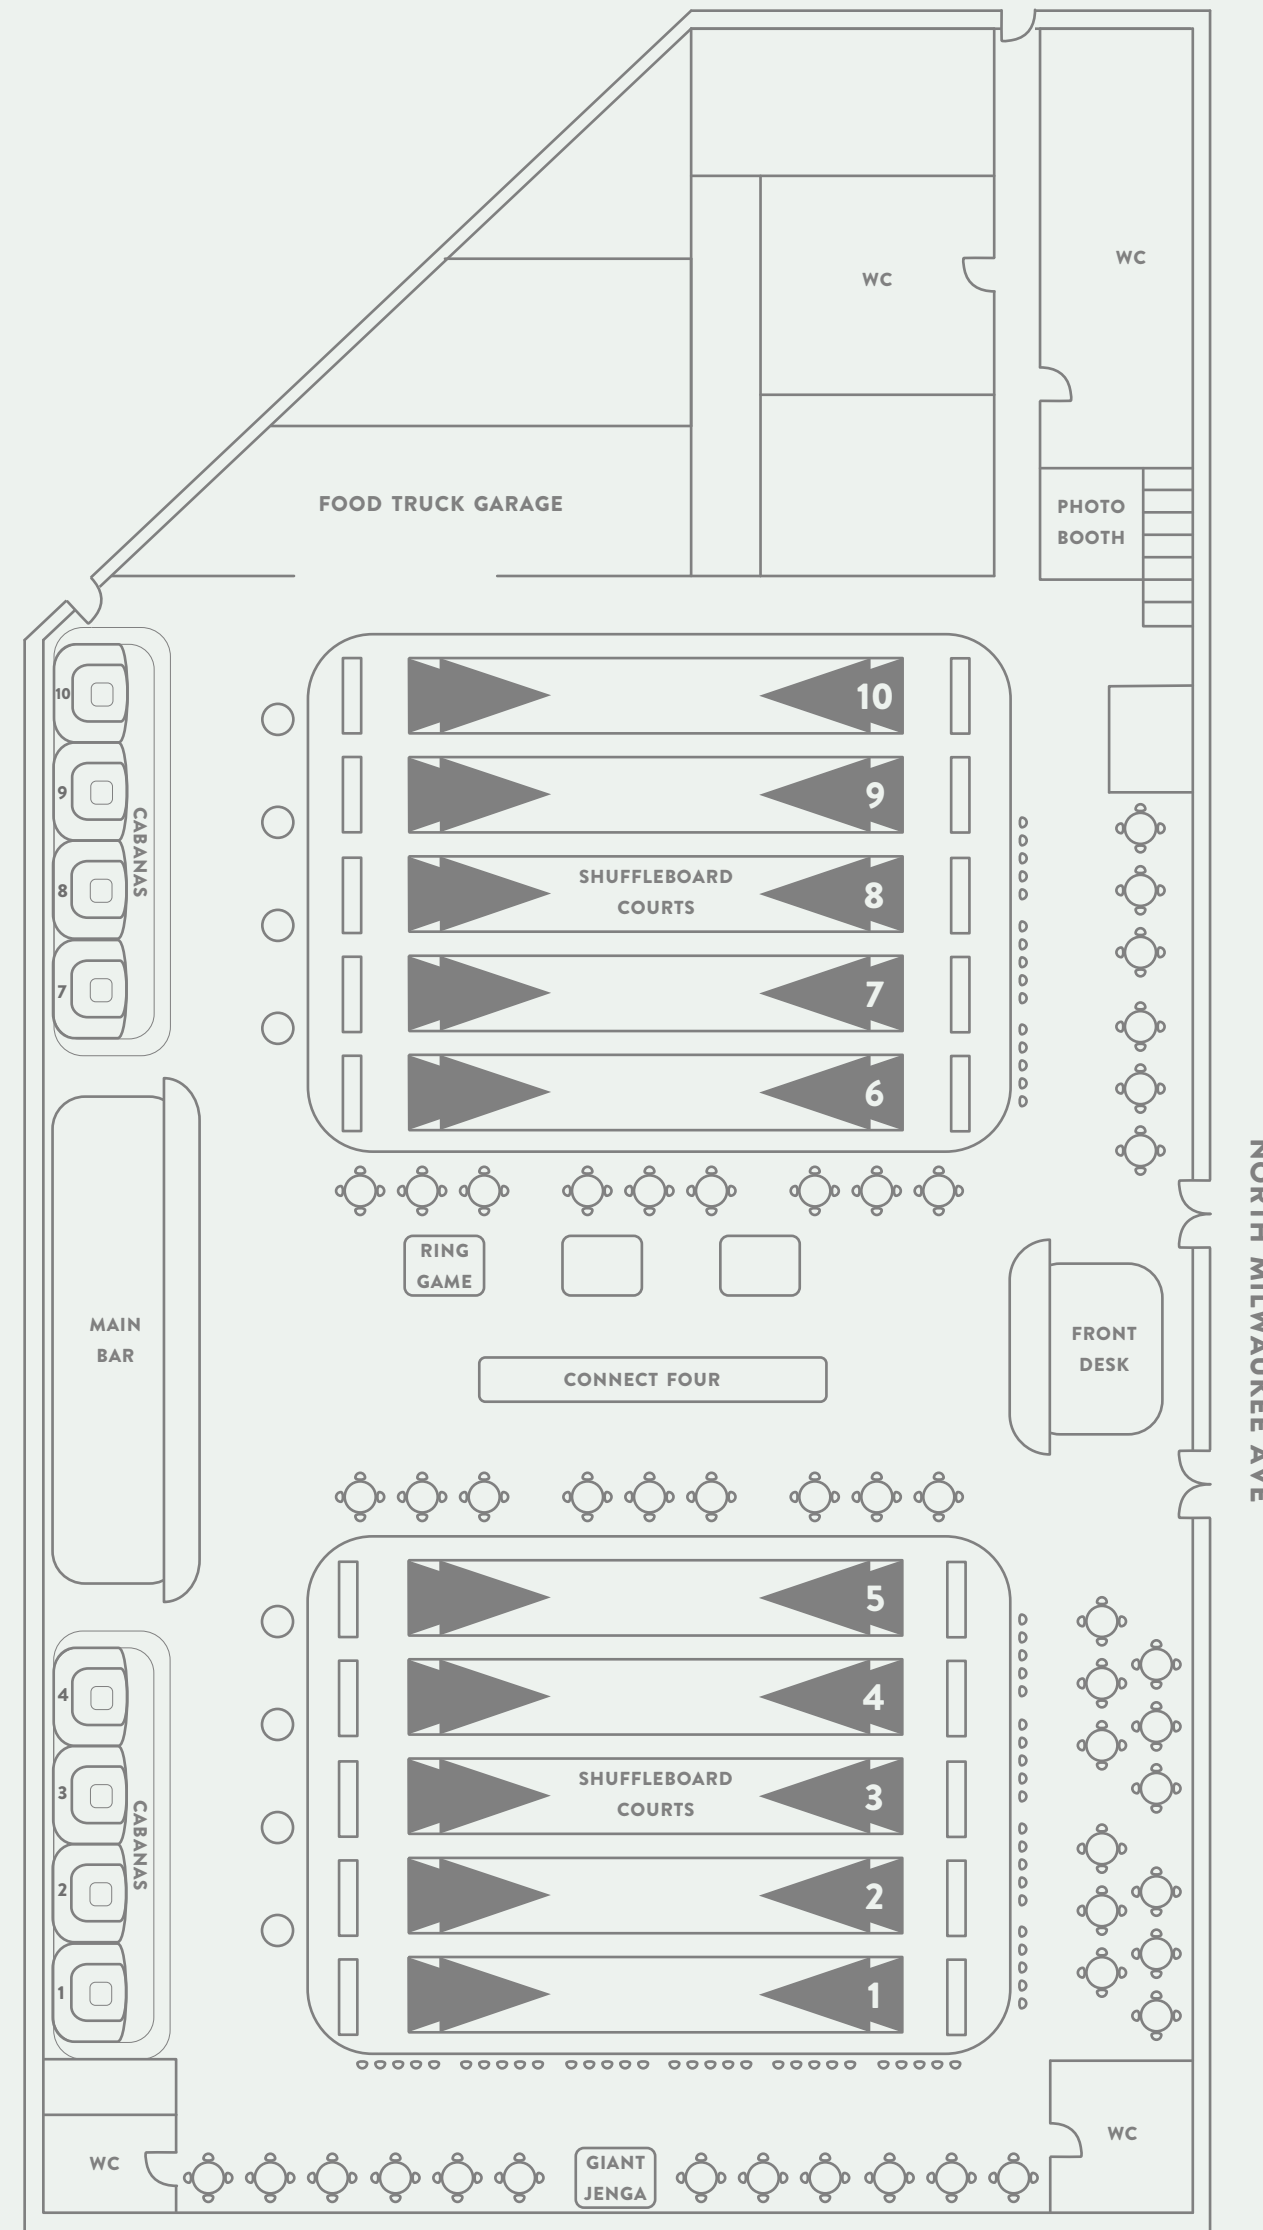 WC
WC
FOOD TRUCK GARAGE
PHOTO
BOOTH
10
9
8
7
CABANAS
10
9
SHUFFLEBOARD
COURTS
8
7
6
RING
GAME
MAIN
BAR
CONNECT FOUR
FRONT
DESK
NORTH MILWAUKEE AVE
5
4
SHUFFLEBOARD
COURTS
3
2
1
4
3
2
1
CABANAS
WC
GIANT
JENGA
WC